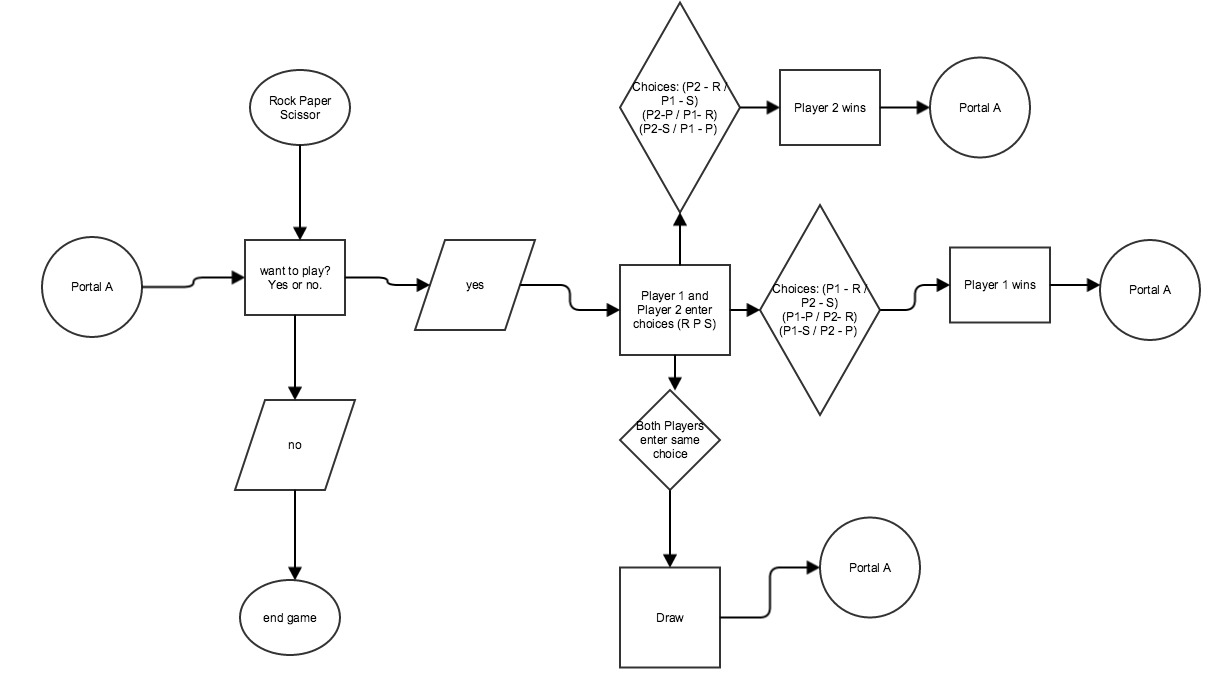 Rock Paper
Scissor
Portal A
want to play?
Yes or no.
yes
no
end game
Player 1 and
Player 2 enter
choices (R P S)
Choices: (P2 - R /
P1 - S)
(P2-P / P1- R)
(P2-S / P1 - P)
Player 2 wins
Portal A
Choices: (P1 - R /
P2 - S)
(P1-P / P2- R)
(P1-S / P2 - P)
Player 1 wins
Portal A
Both Players
enter same
choice
Draw
Portal A